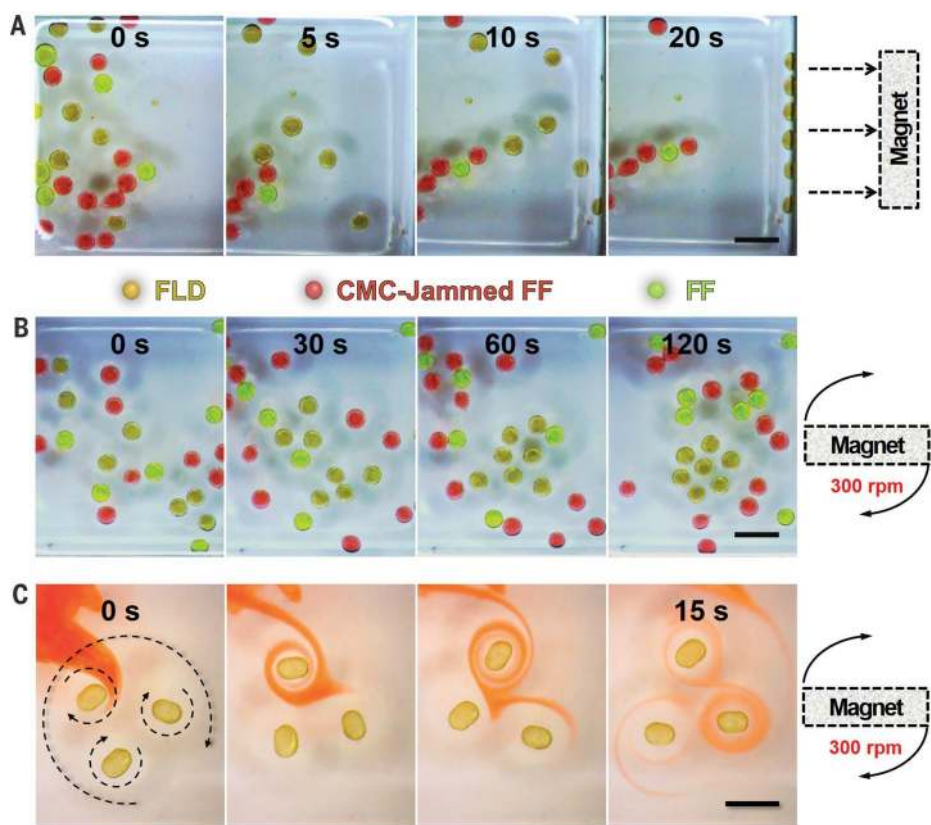 A
0 s
5 s
10 s
20 s
Magnet
FLD
CMC-Jammed FF
FF
B
0 s
30 s
60 s
120 s
Magnet
300 rpm
C
0 s
15 s
Magnet
300 rpm